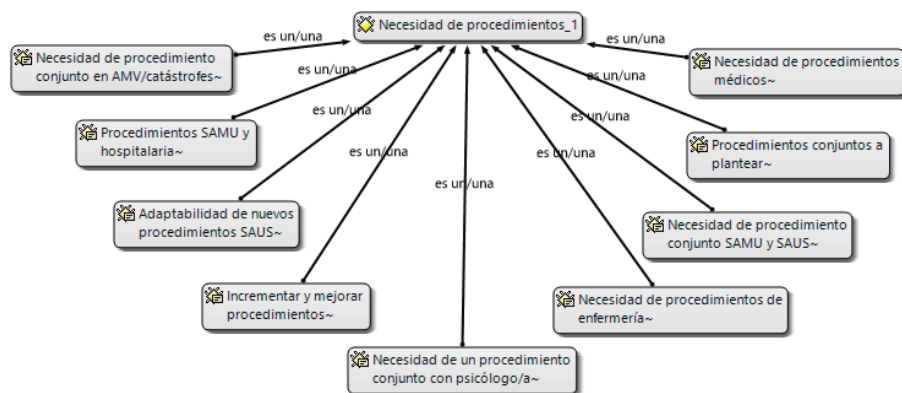 Necesidad de procedimientos_1
es un/una
Necesidad de procedimiento
conjunto en AMV/catástrofes~
Necesidad de procedimientos
médicos~
es un/una
es un/una
Procedimientos SAMU y
hospitalaria~
es un/una
es un/una
Procedimientos conjuntos a
plantear~
es un/una
es un/una
es un/una
Adaptabilidad de nuevos
procedimientos SAUS~
Necesidad de procedimiento
conjunto SAMU y SAUS~
es un/una
Incrementar y mejorar
procedimientos~
Necesidad de procedimientos de
enfermería~
Necesidad de un procedimiento
conjunto con psicólogo/a~